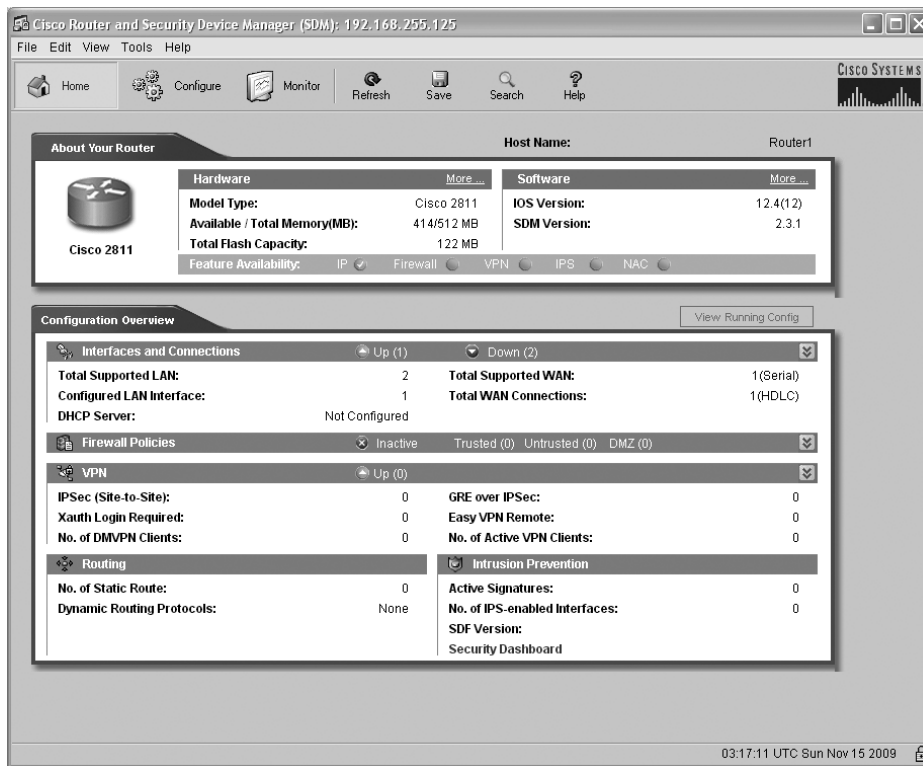 Cisco Router and Security Device Manager (SDM): 192.168.255.125
File Edit View Tools Help
Home Configure Monitor Refresh Save Search Help
CISCO SYSTEMS
About Your Router
Host Name: Router1
Cisco 2811
Hardware More ...
Model Type: Cisco 2811
Available / Total Memory(MB): 414/512 MB
Total Flash Capacity: 122 MB
Software More ...
IOS Version: 12.4(12)
SDM Version: 2.3.1
Feature Availability: IP Firewall VPN IPS NAC
Configuration Overview
View Running Config
Interfaces and Connections Up (1) Down (2)
Total Supported LAN: 2 Total Supported WAN: 1(Serial)
Configured LAN Interface: 1 Total WAN Connections: 1(HDLC)
DHCP Server: Not Configured
Firewall Policies Inactive Trusted (0) Untrusted (0) DMZ (0)
VPN Up (0)
IPSec (Site-to-Site): 0 GRE over IPSec: 0
Xauth Login Required: 0 Easy VPN Remote: 0
No. of DMVPN Clients: 0 No. of Active VPN Clients: 0
Routing
No. of Static Route: 0
Dynamic Routing Protocols: None
Intrusion Prevention
Active Signatures: 0
No. of IPS-enabled Interfaces: 0
SDF Version:
Security Dashboard
03:17:11 UTC Sun Nov 15 2009